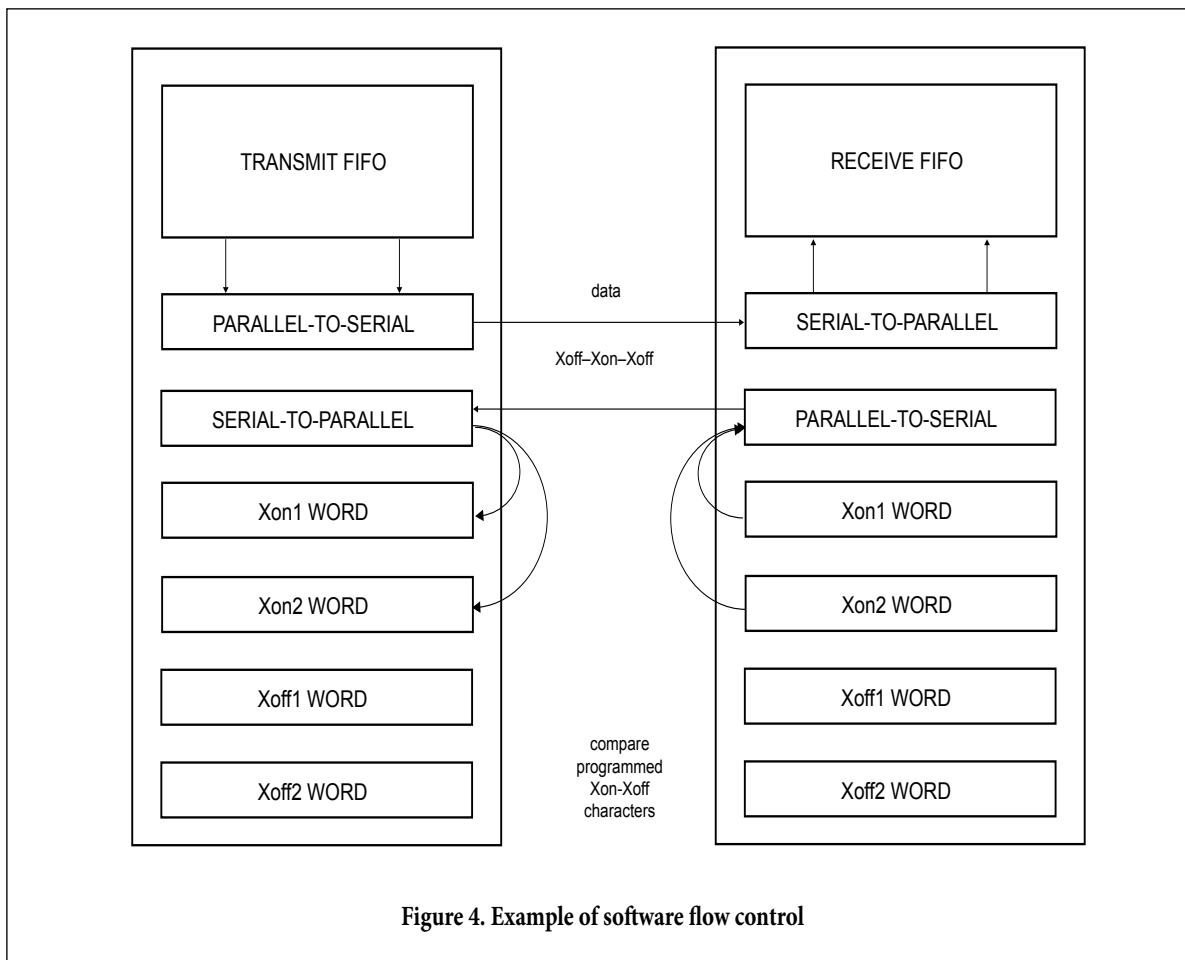 TRANSMIT FIFO
RECEIVE FIFO
data
PARALLEL-TO-SERIAL
SERIAL-TO-PARALLEL
Xoff–Xon–Xoff
SERIAL-TO-PARALLEL
PARALLEL-TO-SERIAL
Xon1 WORD
Xon1 WORD
Xon2 WORD
Xon2 WORD
Xoff1 WORD
Xoff1 WORD
compare
programmed
Xon-Xoff
characters
Xoff2 WORD
Xoff2 WORD
Figure 4. Example of software flow control